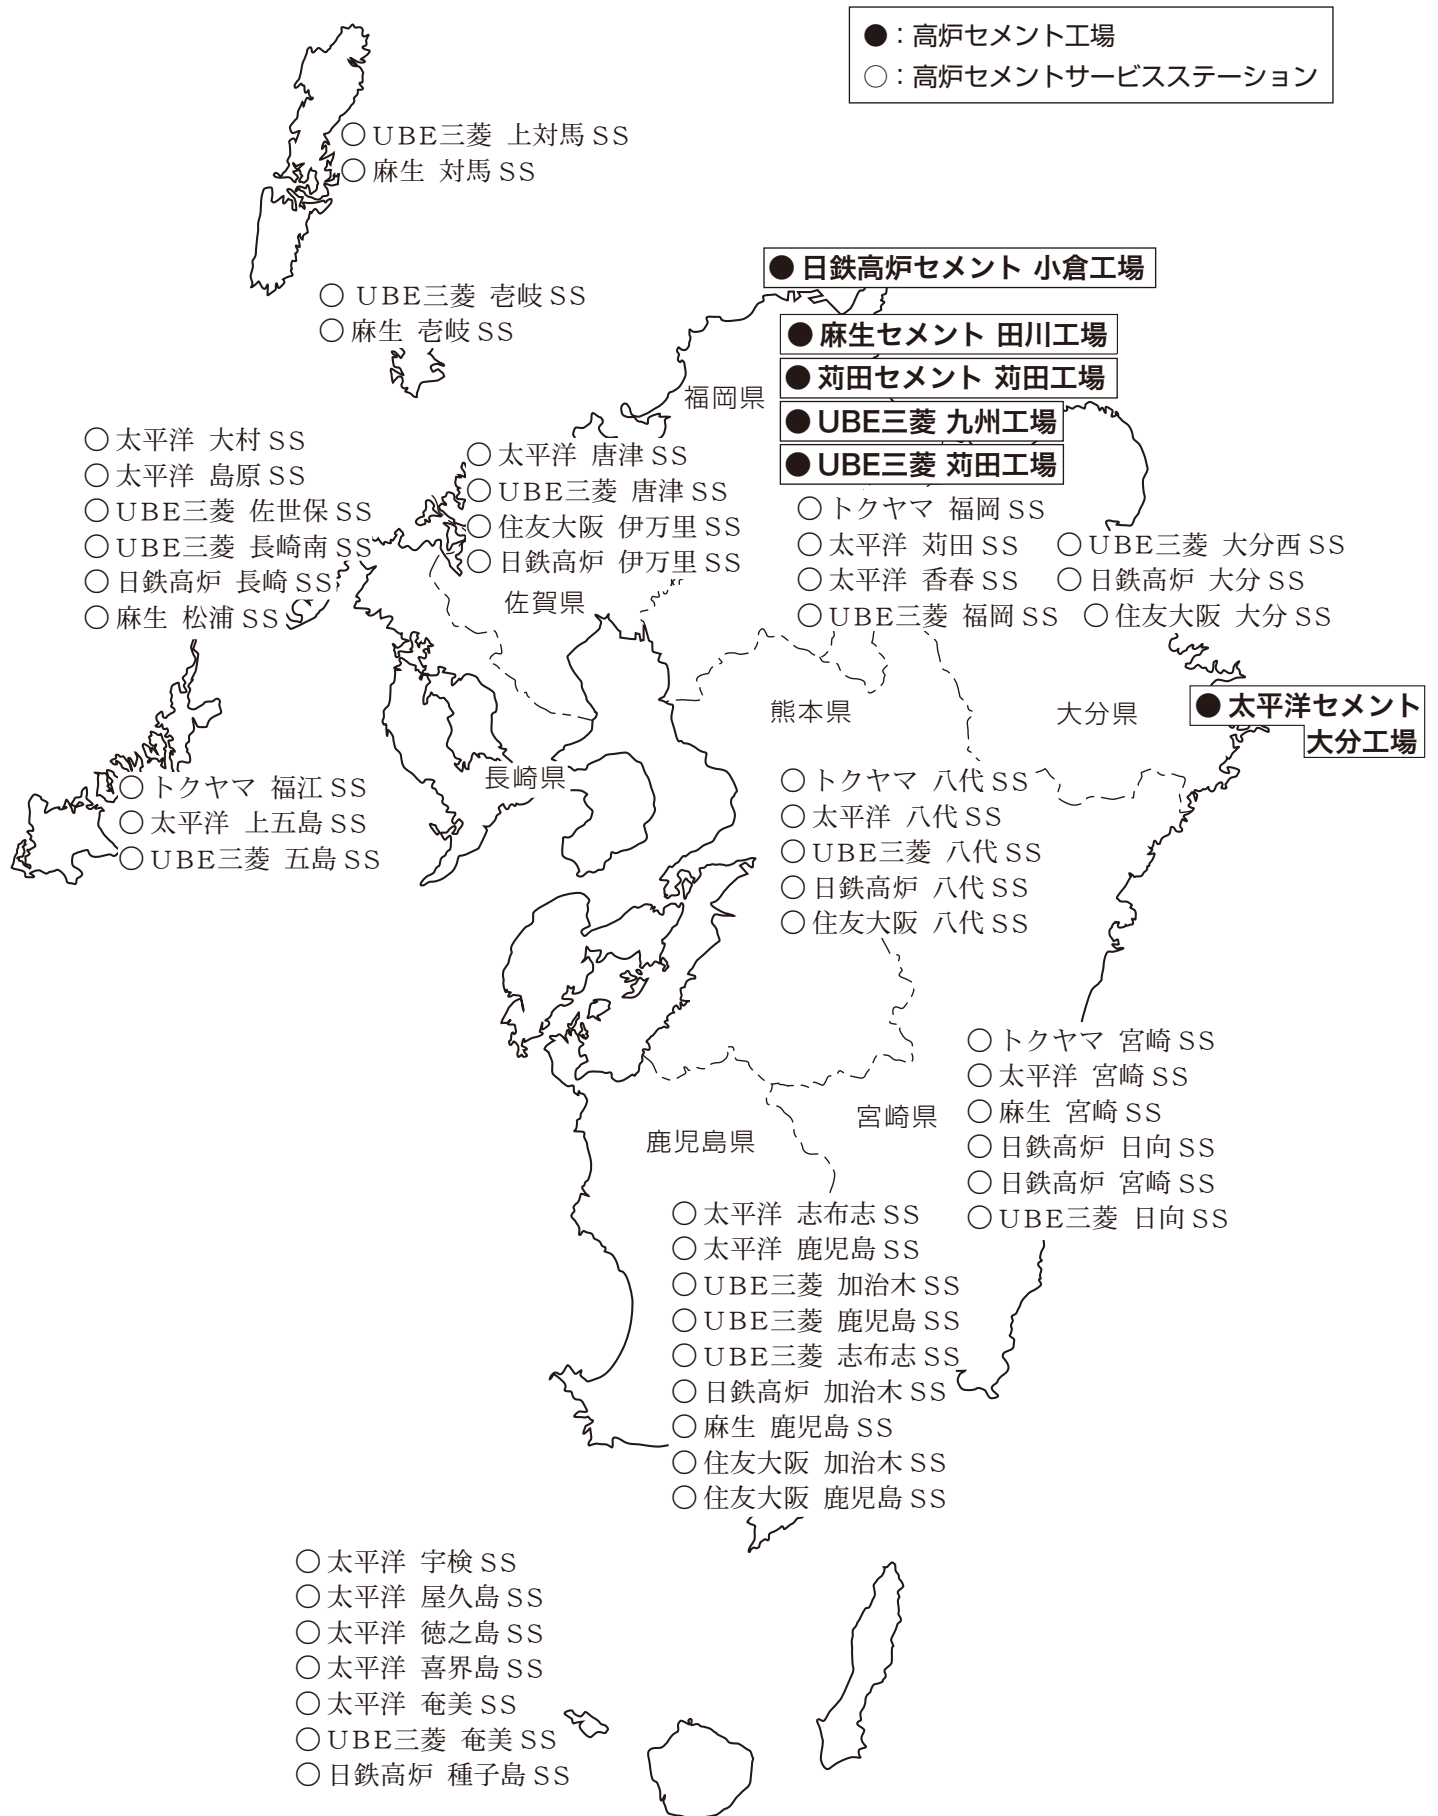 ●：高炉セメント工場
○：高炉セメントサービスステーション
○UBE三菱 上対馬SS
○麻生 対馬SS
○ UBE三菱 壱岐SS
○麻生 壱岐SS
●日鉄高炉セメント 小倉工場
●麻生セメント 田川工場
●苅田セメント 苅田工場
●UBE三菱 九州工場
●UBE三菱 苅田工場
福岡県
○太平洋 大村SS
○太平洋 島原SS
○UBE三菱 佐世保SS
○UBE三菱 長崎南SS
○日鉄高炉 長崎SS
○麻生 松浦SS
○太平洋 唐津SS
○UBE三菱 唐津SS
○住友大阪 伊万里SS
○日鉄高炉 伊万里SS
佐賀県
○トクヤマ 福岡SS
○太平洋 苅田SS
○太平洋 香春SS
○UBE三菱 福岡SS
○UBE三菱 大分西SS
○日鉄高炉 大分SS
○住友大阪 大分SS
熊本県
大分県
●太平洋セメント
大分工場
長崎県
○トクヤマ 福江SS
○太平洋 上五島SS
○UBE三菱 五島SS
○トクヤマ 八代SS
○太平洋 八代SS
○UBE三菱 八代SS
○日鉄高炉 八代SS
○住友大阪 八代SS
○トクヤマ 宮崎SS
○太平洋 宮崎SS
○麻生 宮崎SS
○日鉄高炉 日向SS
○日鉄高炉 宮崎SS
○UBE三菱 日向SS
宮崎県
鹿児島県
○太平洋 志布志SS
○太平洋 鹿児島SS
○UBE三菱 加治木SS
○UBE三菱 鹿児島SS
○UBE三菱 志布志SS
○日鉄高炉 加治木SS
○麻生 鹿児島SS
○住友大阪 加治木SS
○住友大阪 鹿児島SS
○太平洋 宇検SS
○太平洋 屋久島SS
○太平洋 徳之島SS
○太平洋 喜界島SS
○太平洋 奄美SS
○UBE三菱 奄美SS
○日鉄高炉 種子島SS